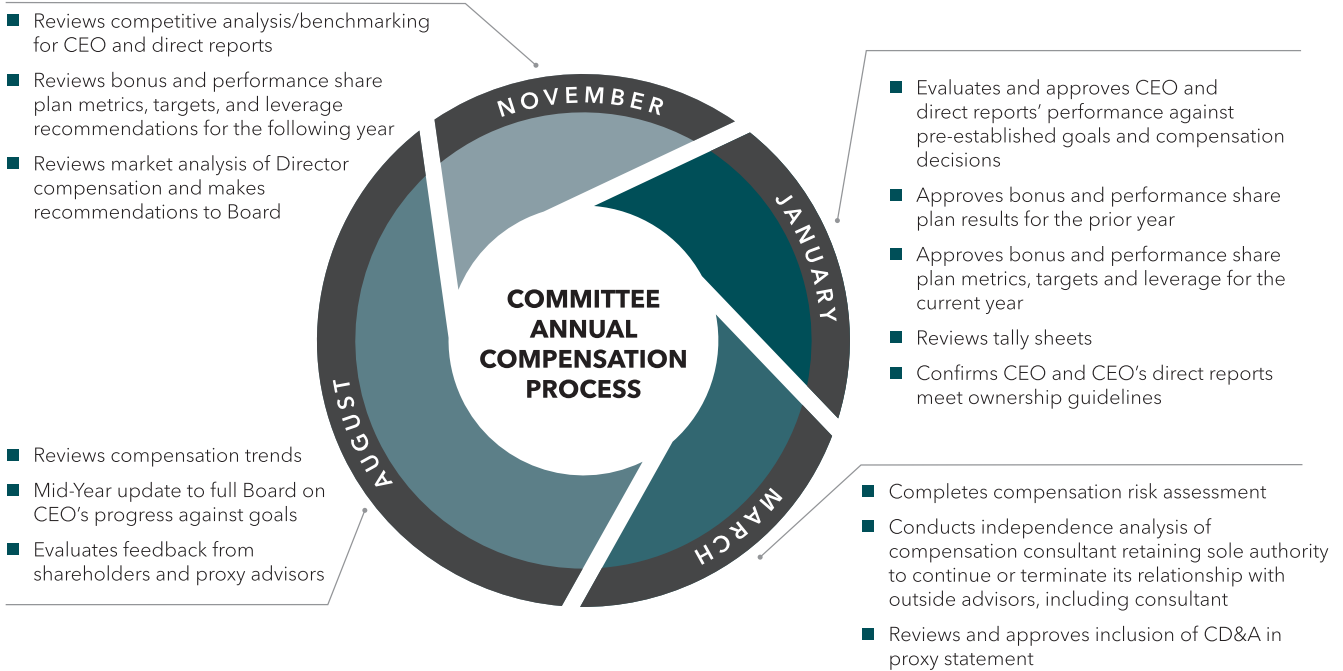 Reviews competitive analysis/benchmarking
for CEO and direct reports
Reviews bonus and performance share
plan metrics, targets, and leverage
recommendations for the following year
Reviews market analysis of Director
compensation and makes
recommendations to Board
NOVEMBER
JANUARY
Evaluates and approves CEO and
direct reports’ performance against
pre-established goals and compensation
decisions
Approves bonus and performance share
plan results for the prior year
Approves bonus and performance share
plan metrics, targets and leverage for the
current year
Reviews tally sheets
Confirms CEO and CEO’s direct reports
meet ownership guidelines
COMMITTEE
ANNUAL
COMPENSATION
PROCESS
AUGUST
Reviews compensation trends
Mid-Year update to full Board on
CEO’s progress against goals
Evaluates feedback from
shareholders and proxy advisors
MARCH
Completes compensation risk assessment
Conducts independence analysis of
compensation consultant retaining sole authority
to continue or terminate its relationship with
outside advisors, including consultant
Reviews and approves inclusion of CD&A in
proxy statement